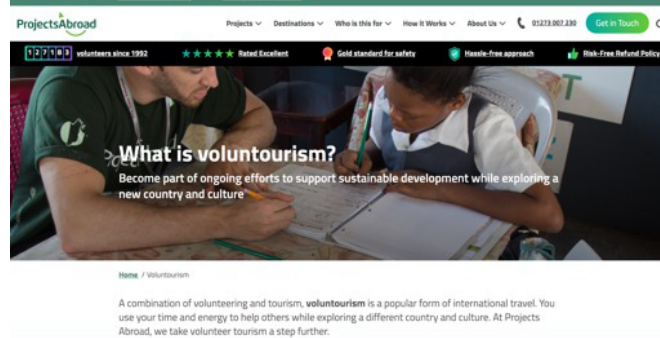 ProjectsAbroad
Projects Destinations Who is this for How it Works About Us 01273 007 230 Get in Touch
127183 volunteers since 1992 Rated Excellent Gold standard for safety Hassle-free approach Risk-Free Refund Policy
What is voluntourism?
Become part of ongoing efforts to support sustainable development while exploring a
new country and culture
Home / Voluntourism
A combination of volunteering and tourism, voluntourism is a popular form of international travel. You
use your time and energy to help others while exploring a different country and culture. At Projects
Abroad, we take volunteer tourism a step further.